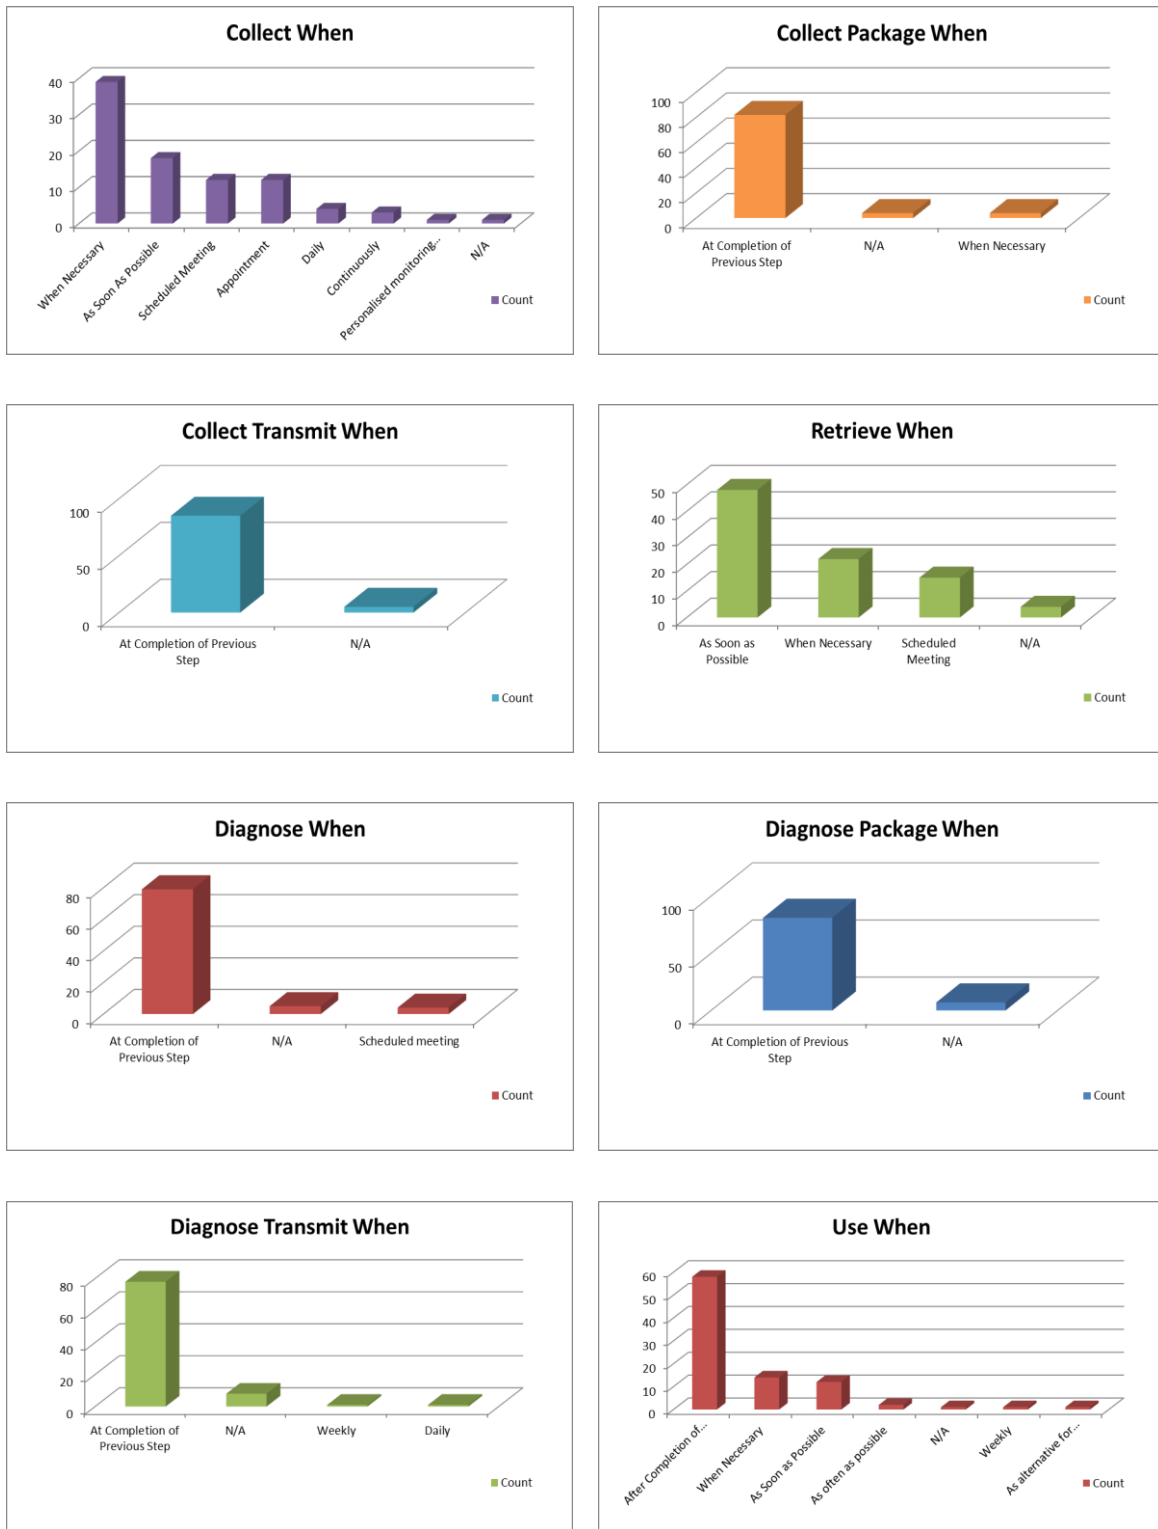 Collect When
40
30
20
10
0
When Necessary
As Soon As Possible
Scheduled Meeting
Appointment
Daily
Continuously
Personalised monitoring...
N/A
Count
Collect Package When
100
80
60
40
20
0
At Completion of
Previous Step
N/A
When Necessary
Count
Collect Transmit When
100
50
0
At Completion of Previous
Step
N/A
Count
Retrieve When
50
40
30
20
10
0
As Soon as
Possible
When Necessary
Scheduled
Meeting
N/A
Count
Diagnose When
80
60
40
20
0
At Completion of
Previous Step
N/A
Scheduled meeting
Count
Diagnose Package When
100
50
0
At Completion of Previous
Step
N/A
Count
Diagnose Transmit When
80
60
40
20
0
At Completion of
Previous Step
N/A
Weekly
Daily
Count
Use When
60
50
40
30
20
10
0
After Completion of...
When Necessary
As Soon as Possible
As often as possible
N/A
Weekly
As alternative for...
Count